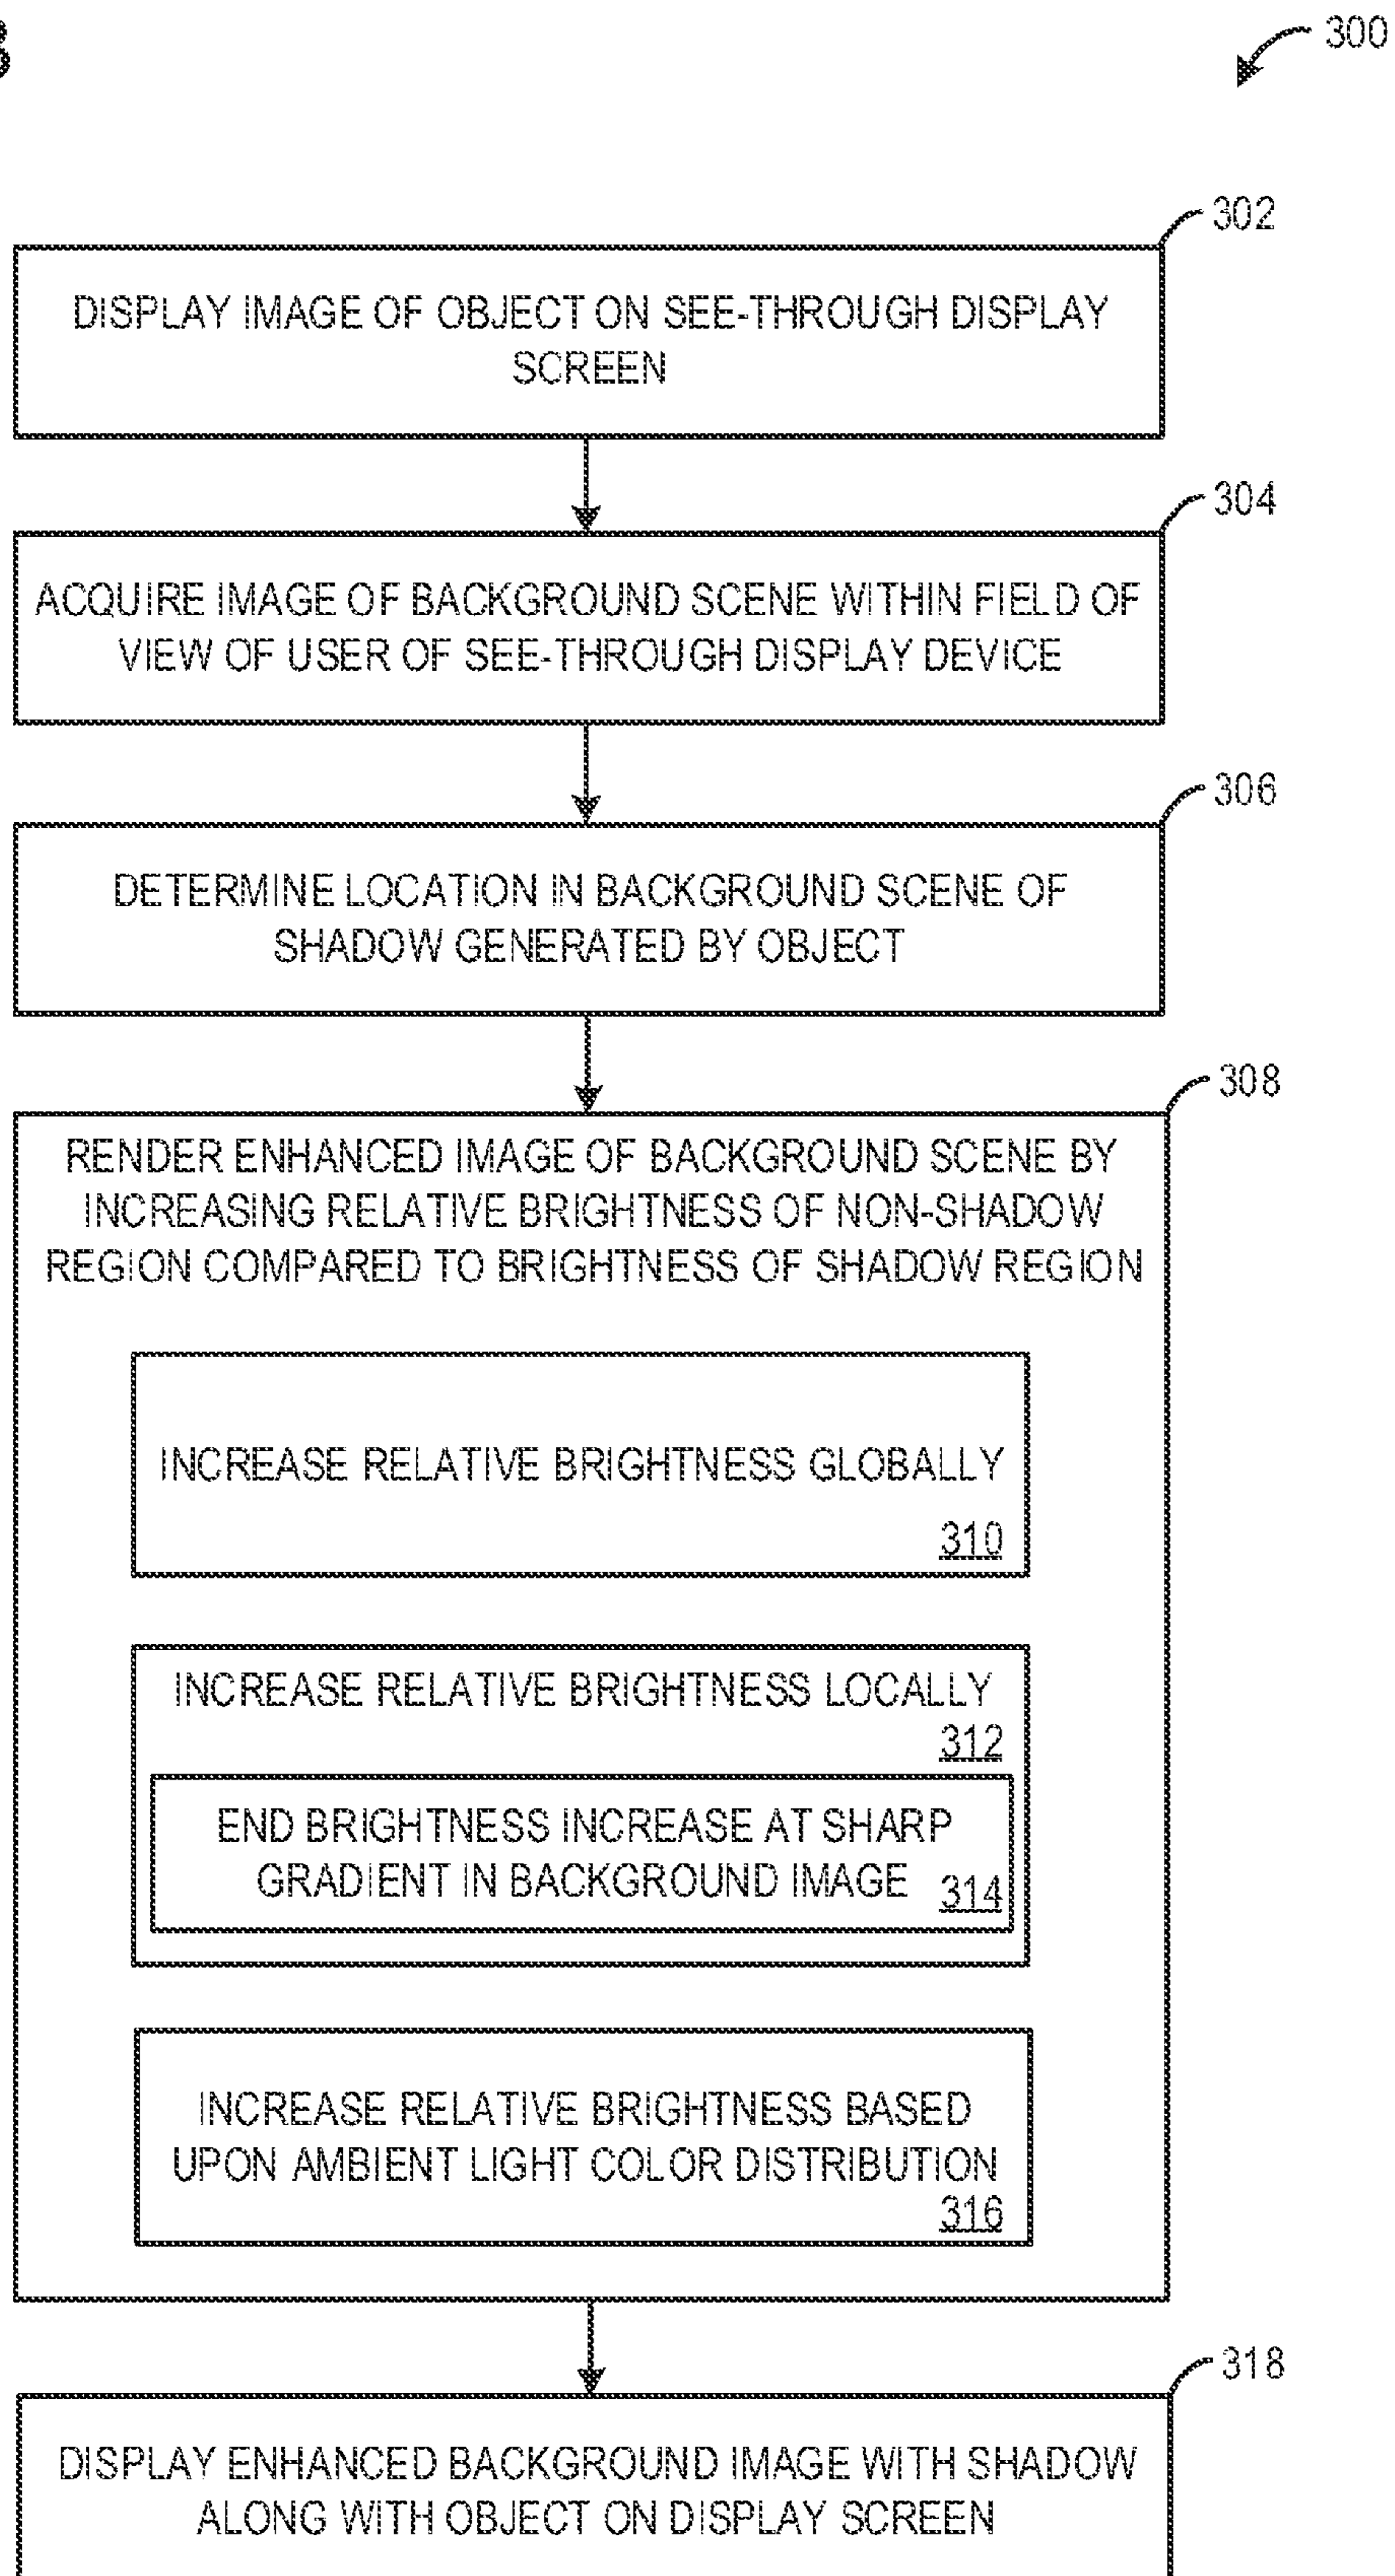 300
302
DISPLAY IMAGE OF OBJECT ON SEE-THROUGH DISPLAY
SCREEN
304
ACQUIRE IMAGE OF BACKGROUND SCENE WITHIN FIELD OF
VIEW OF USER OF SEE-THROUGH DISPLAY DEVICE
306
DETERMINE LOCATION IN BACKGROUND SCENE OF
SHADOW GENERATED BY OBJECT
308
RENDER ENHANCED IMAGE OF BACKGROUND SCENE BY
INCREASING RELATIVE BRIGHTNESS OF NON-SHADOW
REGION COMPARED TO BRIGHTNESS OF SHADOW REGION
INCREASE RELATIVE BRIGHTNESS GLOBALLY
310
INCREASE RELATIVE BRIGHTNESS LOCALLY
312
END BRIGHTNESS INCREASE AT SHARP
GRADIENT IN BACKGROUND IMAGE 314
INCREASE RELATIVE BRIGHTNESS BASED
UPON AMBIENT LIGHT COLOR DISTRIBUTION
316
318
DISPLAY ENHANCED BACKGROUND IMAGE WITH SHADOW
ALONG WITH OBJECT ON DISPLAY SCREEN